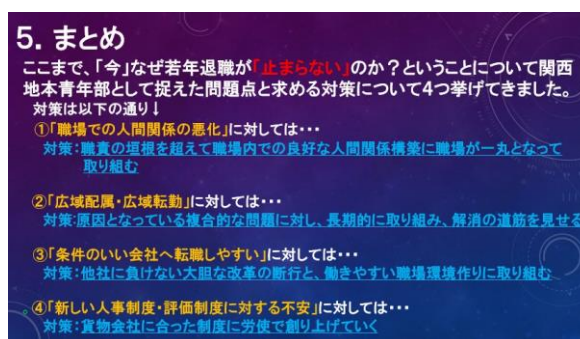 5. まとめ
ここまで、「今」なぜ若年退職が「止まらない」のか？ということについて関西
地本青年部として捉えた問題点と求める対策について4つ挙げてきました。
対策は以下の通り↓
①「職場での人間関係の悪化」に対しては・・・
対策：職責の垣根を超えて職場内での良好な人間関係構築に職場が一丸となって
取り組む
②「広域配属・広域転勤」に対しては・・・
対策:原因となっている複合的な問題に対し、長期的に取り組み、解消の道筋を見せる
③「条件のいい会社へ転職しやすい」に対しては・・・
対策：他社に負けない大胆な改革の断行と、働きやすい職場環境作りに取り組む
④「新しい人事制度・評価制度に対する不安」に対しては・・・
対策：貨物会社に合った制度に労使で創り上げていく